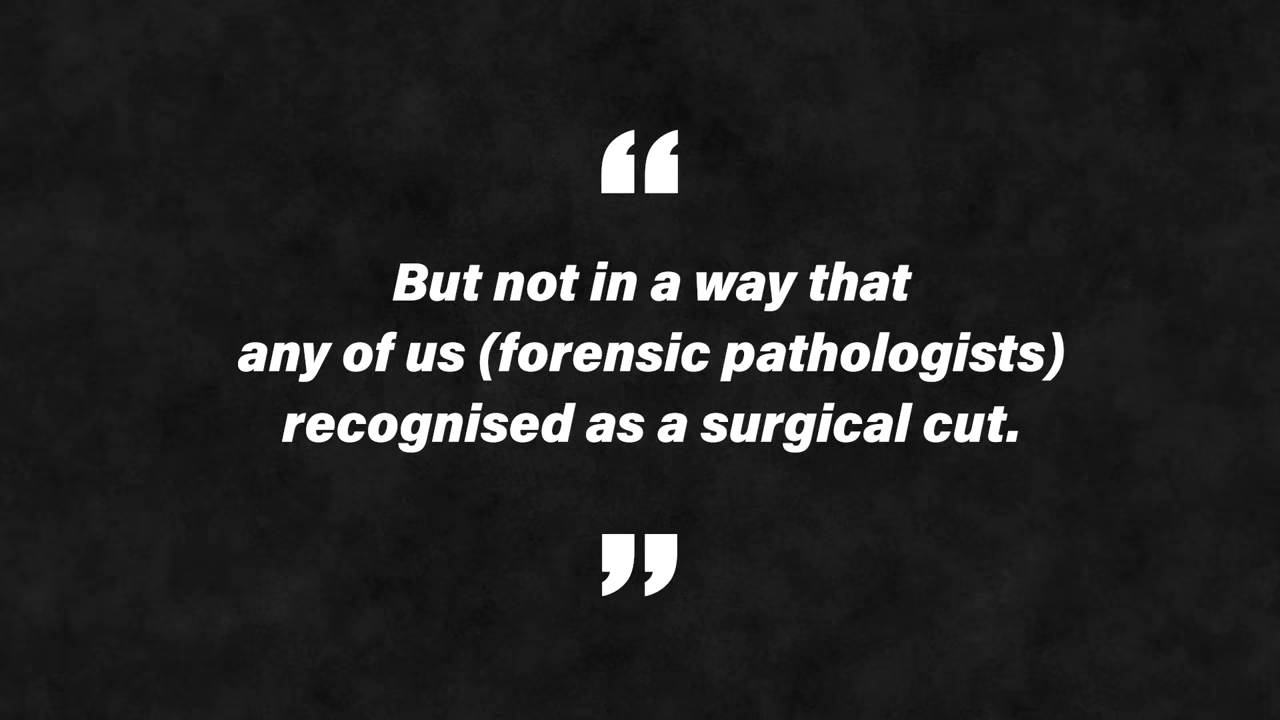 “
But not in a way that
any of us (forensic pathologists)
recognised as a surgical cut.
”